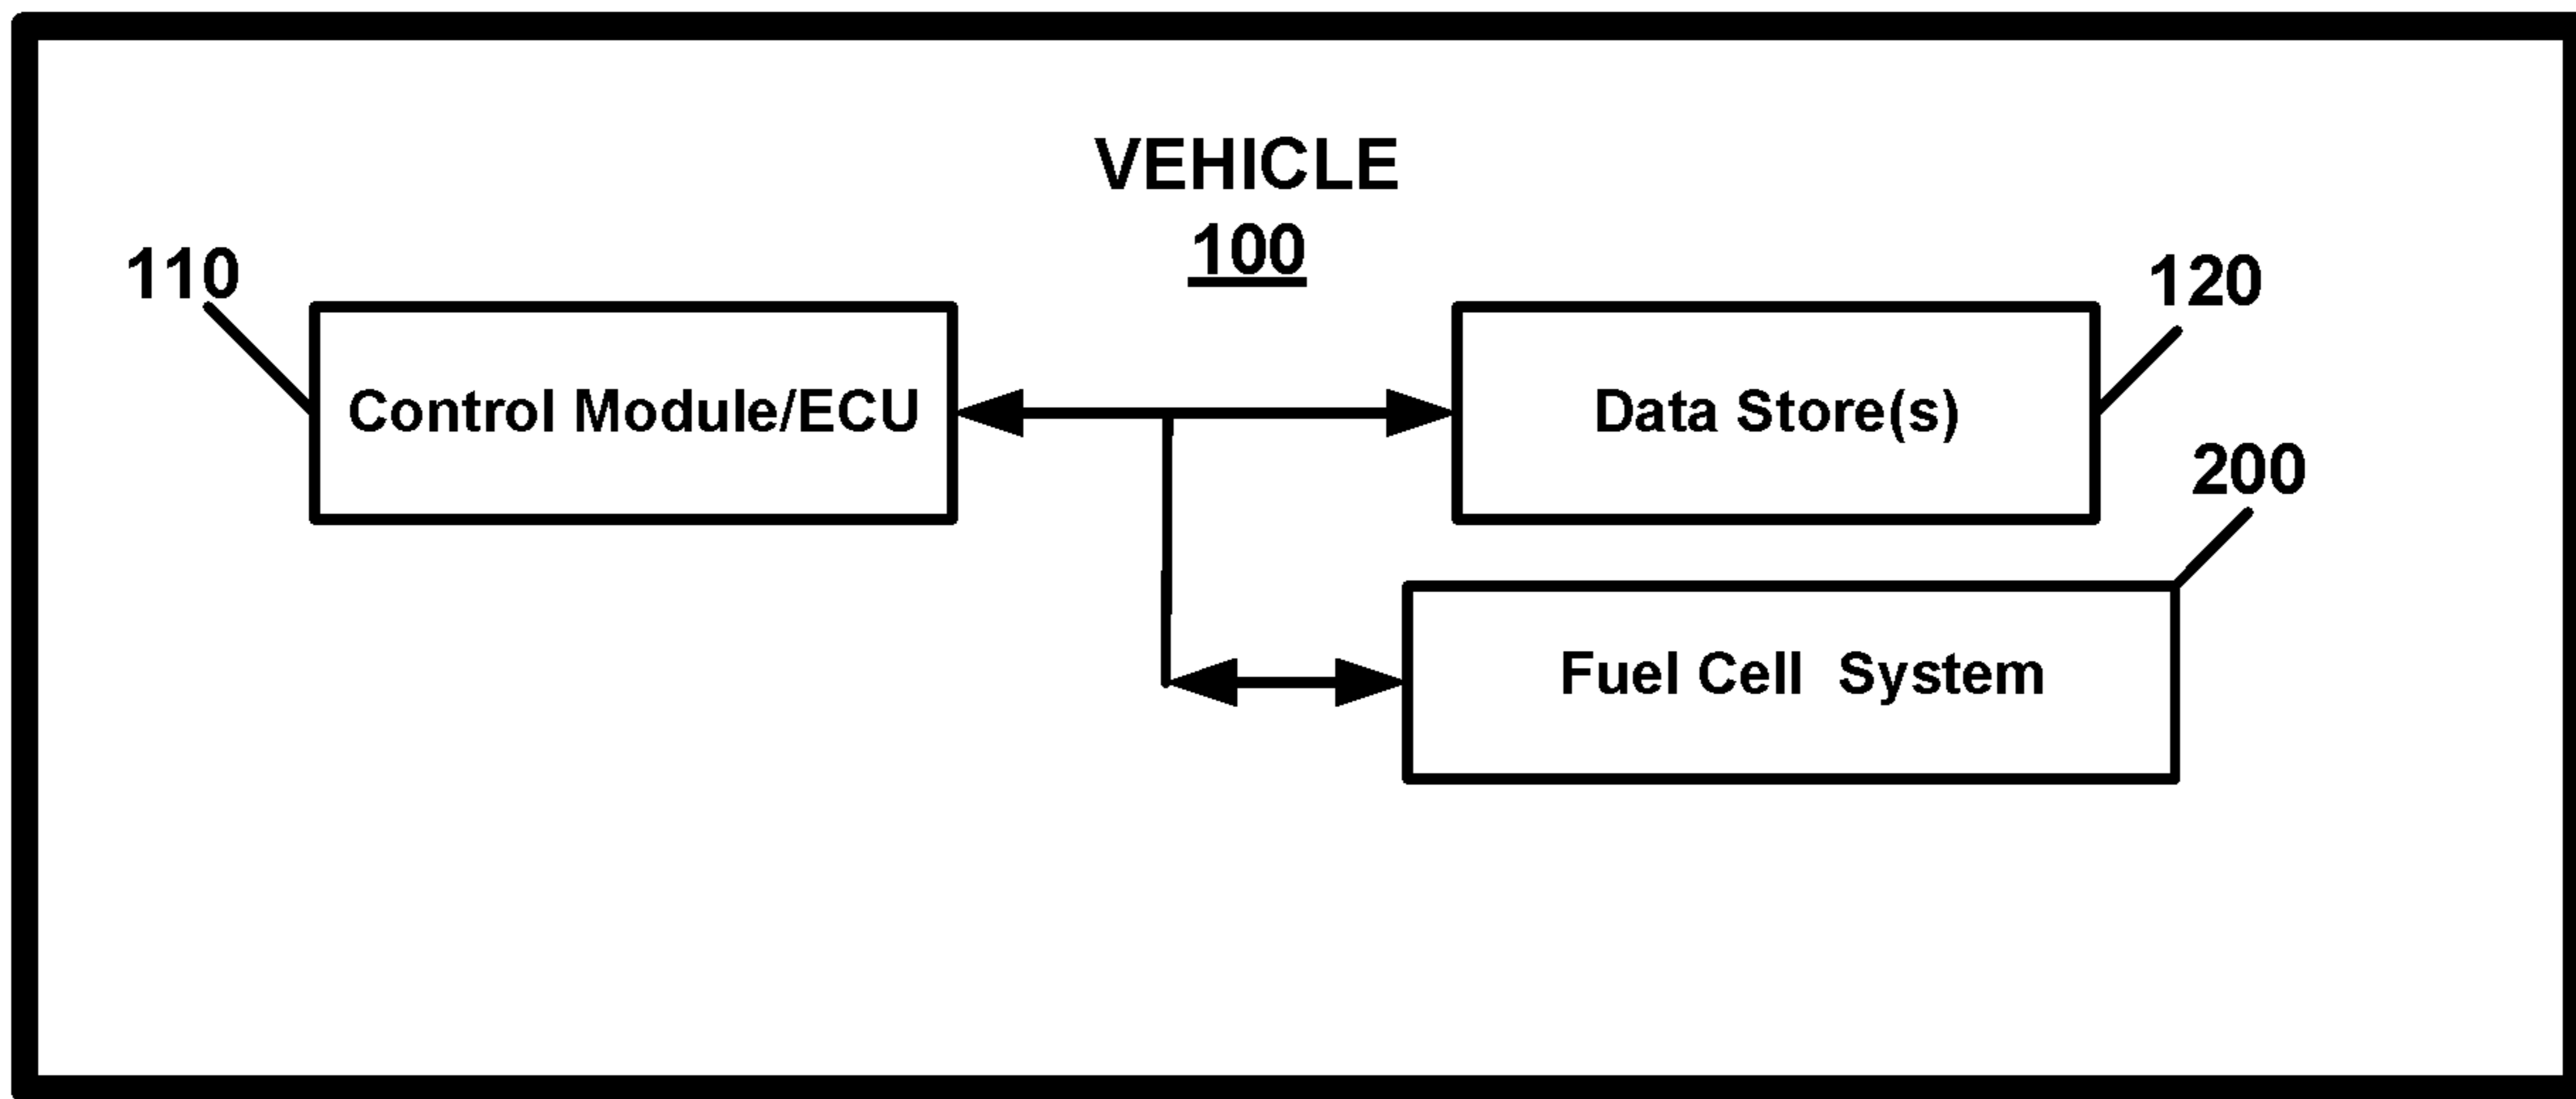 VEHICLE
100
110
120
Control Module/ECU
Data Store(s)
200
Fuel Cell System